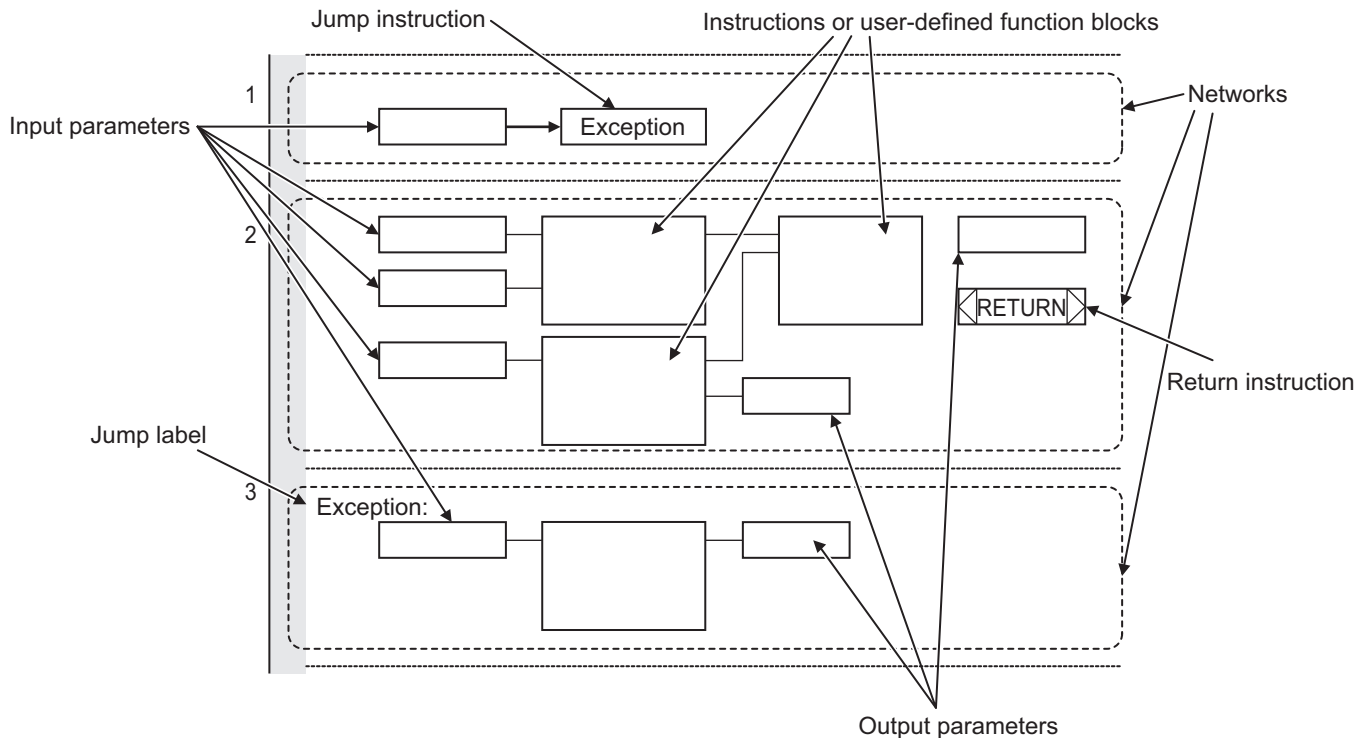 Jump instruction
Instructions or user-defined function blocks
1
Networks
Input parameters
Exception
2
RETURN
Return instruction
Jump label
3
Exception:
Output parameters